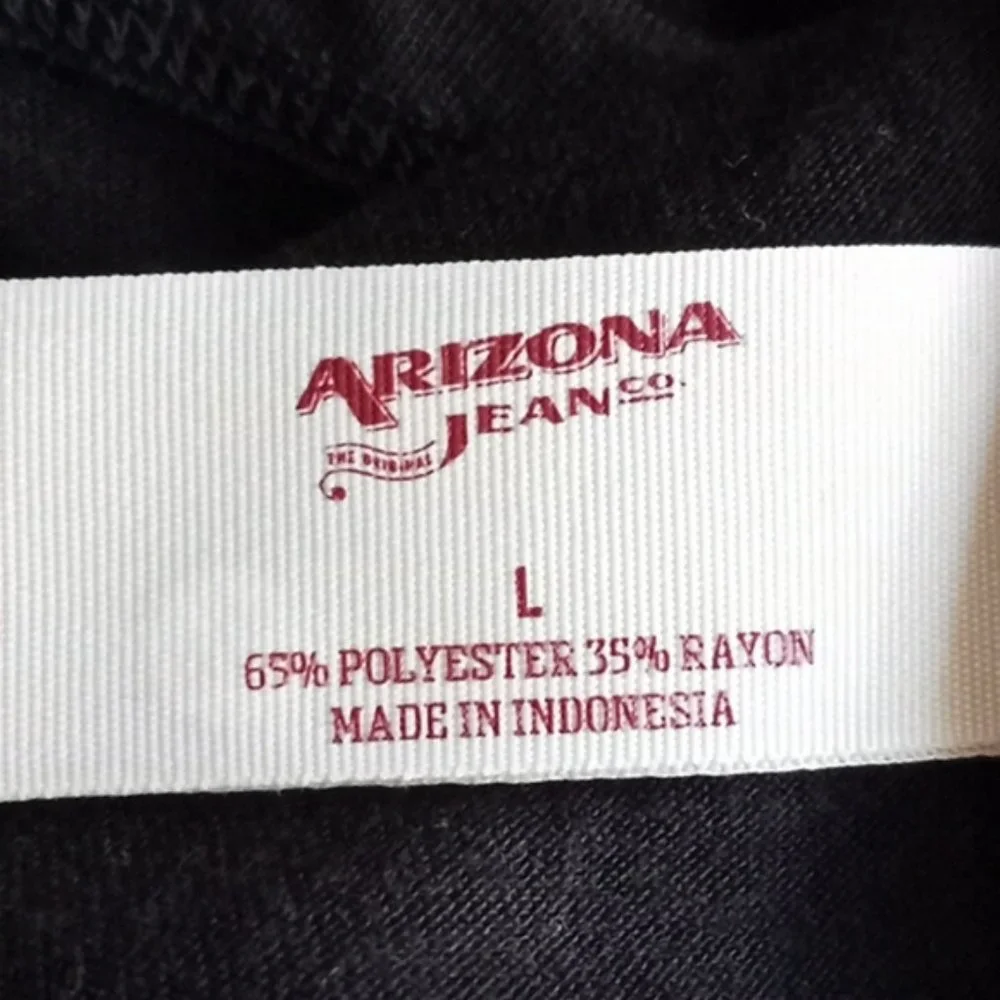 ARIZONA
JEAN CO.
THE ORIGINAL
L
65% POLYESTER 35% RAYON
MADE IN INDONESIA